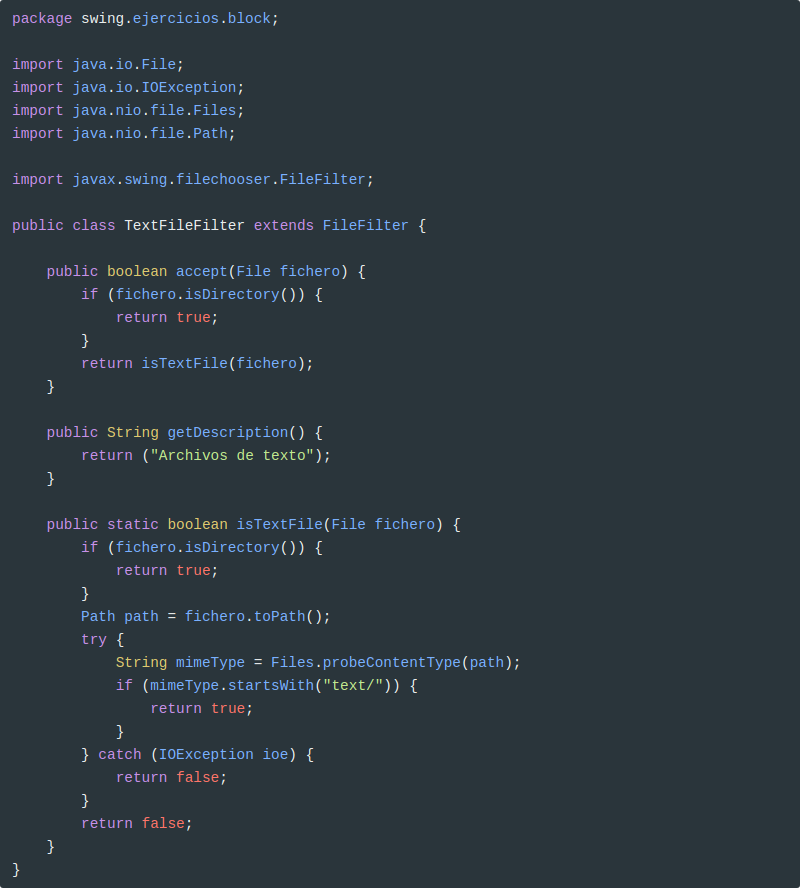 package swing.ejercicios.block;
import java.io.File;
import java.io.IOException;
import java.nio.file.Files;
import java.nio.file.Path;
import javax.swing.filechooser.FileFilter;
public class TextFileFilter extends FileFilter {
    public boolean accept(File fichero) {
        if (fichero.isDirectory()) {
            return true;
        }
        return isTextFile(fichero);
    }
    public String getDescription() {
        return ("Archivos de texto");
    }
    public static boolean isTextFile(File fichero) {
        if (fichero.isDirectory()) {
            return true;
        }
        Path path = fichero.toPath();
        try {
            String mimeType = Files.probeContentType(path);
            if (mimeType.startsWith("text/")) {
                return true;
            }
        } catch (IOException ioe) {
            return false;
        }
        return false;
    }
}